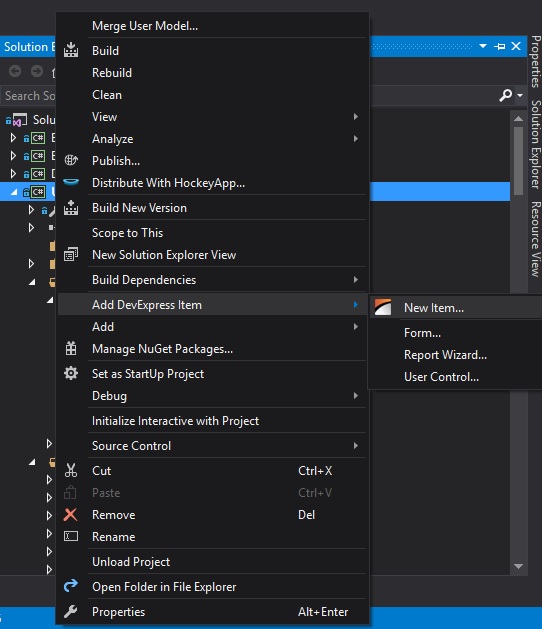 Merge User Model...
Solution E
Build
Rebuild
Clean
Search So
View
Solu
Analyze
C# E
Publish...
C# E
Distribute With HockeyApp...
C# D
C# U
Build New Version
Scope to This
New Solution Explorer View
Build Dependencies
Add DevExpress Item
New Item...
Add
Form...
Manage NuGet Packages...
Report Wizard...
Set as StartUp Project
User Control...
Debug
Initialize Interactive with Project
Source Control
Cut Ctrl+X
Paste Ctrl+V
Remove Del
Rename
Unload Project
Open Folder in File Explorer
Properties Alt+Enter
Properties
Solution Explorer
Resource View